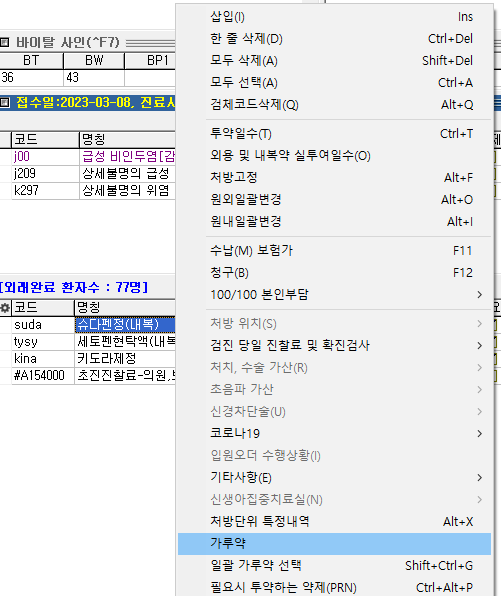 바이탈 사인(^F7)
BT BW BP1
36 43
접수일:2023-03-08, 진료시
코드 명칭
j00 급성 비인두염[감
j209 상세불명의 급성
k297 상세불명의 위염
[외래완료 환자수 : 77명]
코드 명칭
suda 슈다펜정(내복)
tysy 세토펜현탁액(내복
kina 키도라제정
#A154000 초진진찰료-의원,보
삽입(I) Ins
한 줄 삭제(D) Ctrl+Del
모두 삭제(A) Shift+Del
모두 선택(A) Ctrl+A
검체코드삭제(Q) Alt+Q
투약일수(T) Ctrl+T
외용 및 내복약 실투여일수(O)
처방고정 Alt+F
원외일괄변경 Alt+O
원내일괄변경 Alt+I
수납(M) 보험가 F11
청구(B) F12
100/100 본인부담
처방 위치(S)
검진 당일 진찰료 및 확진검사
처치, 수술 가산(R)
초음파 가산
신경차단술(U)
코로나19
입원오더 수행상황(I)
기타사항(E)
신생아집중치료실(N)
처방단위 특정내역 Alt+X
가루약
일괄 가루약 선택 Shift+Ctrl+G
필요시 투약하는 약제(PRN) Ctrl+Alt+P